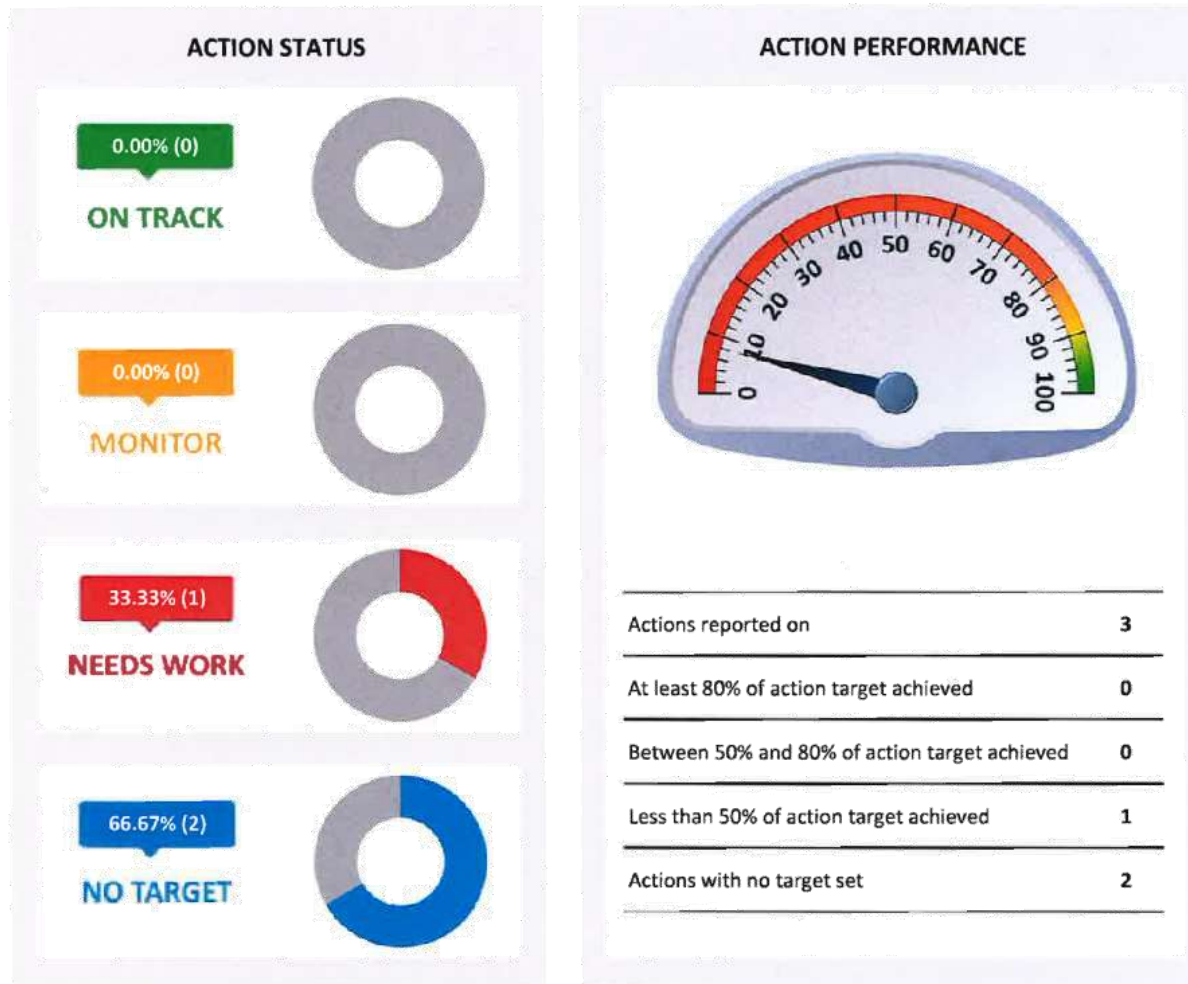 ACTION STATUS
0.00% (0)
ON TRACK
0.00% (0)
MONITOR
33.33% (1)
NEEDS WORK
66.67% (2)
NO TARGET
ACTION PERFORMANCE
0 10 20 30 40 50 60 70 80 90 100
Actions reported on 3
At least 80% of action target achieved 0
Between 50% and 80% of action target achieved 0
Less than 50% of action target achieved 1
Actions with no target set 2